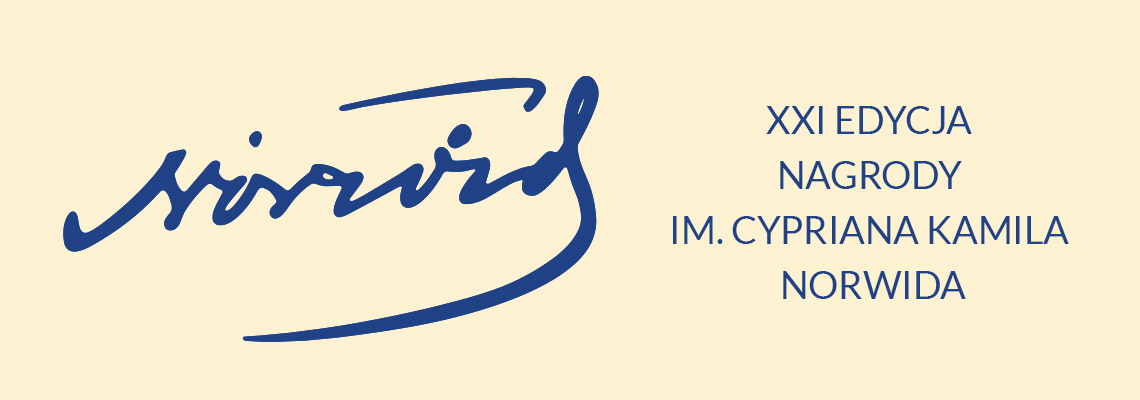 Norwid
XXI EDYCJA
NAGRODY
IM. CYPRIANA KAMILA
NORWIDA